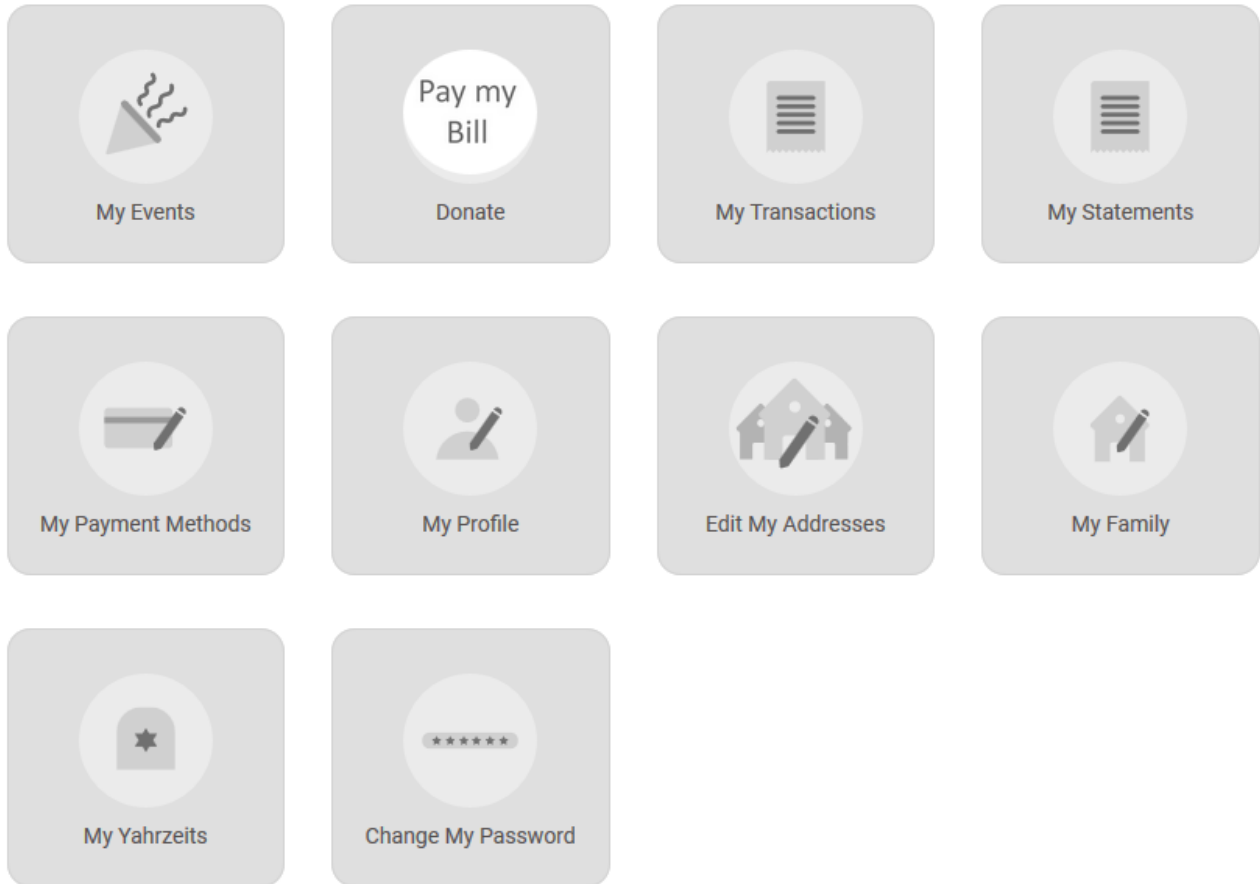 Pay my
Bill
My Events
Donate
My Transactions
My Statements
My Payment Methods
My Profile
Edit My Addresses
My Family
******
My Yahrzeits
Change My Password